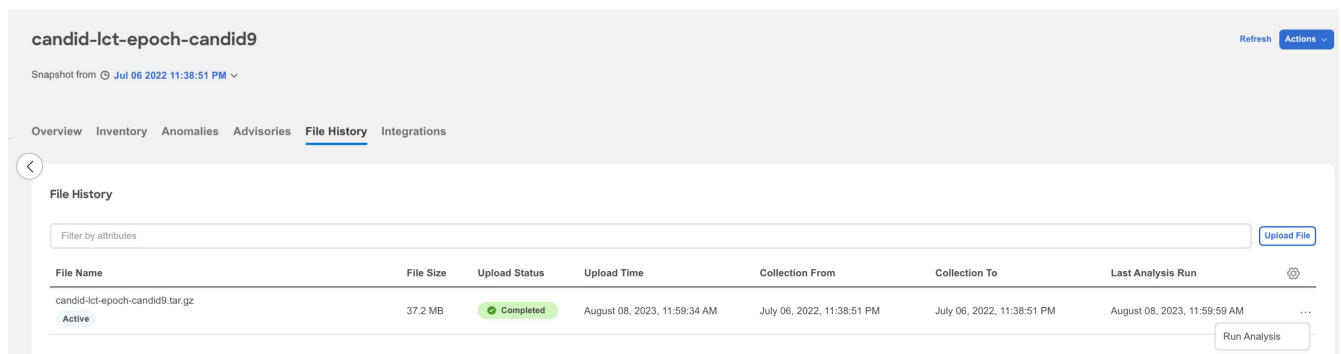 candid-lct-epoch-candid9
Refresh Actions
Snapshot from Jul 06 2022 11:38:51 PM
Overview Inventory Anomalies Advisories File History Integrations
File History
Filter by attributes
Upload File
File Name File Size Upload Status Upload Time Collection From Collection To Last Analysis Run
candid-lct-epoch-candid9.tar.gz
Active
37.2 MB Completed August 08, 2023, 11:59:34 AM July 06, 2022, 11:38:51 PM July 06, 2022, 11:38:51 PM August 08, 2023, 11:59:59 AM ...
Run Analysis